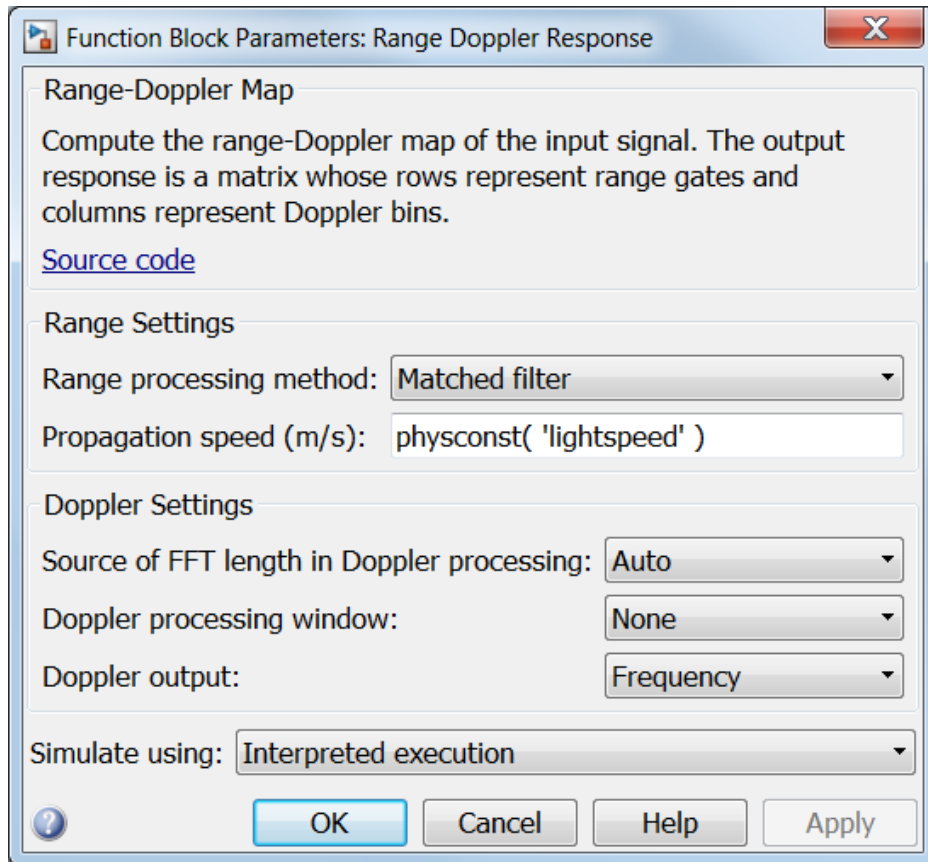 Function Block Parameters: Range Doppler Response
X
Range-Doppler Map
Compute the range-Doppler map of the input signal. The output
response is a matrix whose rows represent range gates and
columns represent Doppler bins.
Source code
Range Settings
Range processing method: Matched filter
Propagation speed (m/s): physconst( 'lightspeed' )
Doppler Settings
Source of FFT length in Doppler processing: Auto
Doppler processing window: None
Doppler output: Frequency
Simulate using: Interpreted execution
? OK Cancel Help Apply